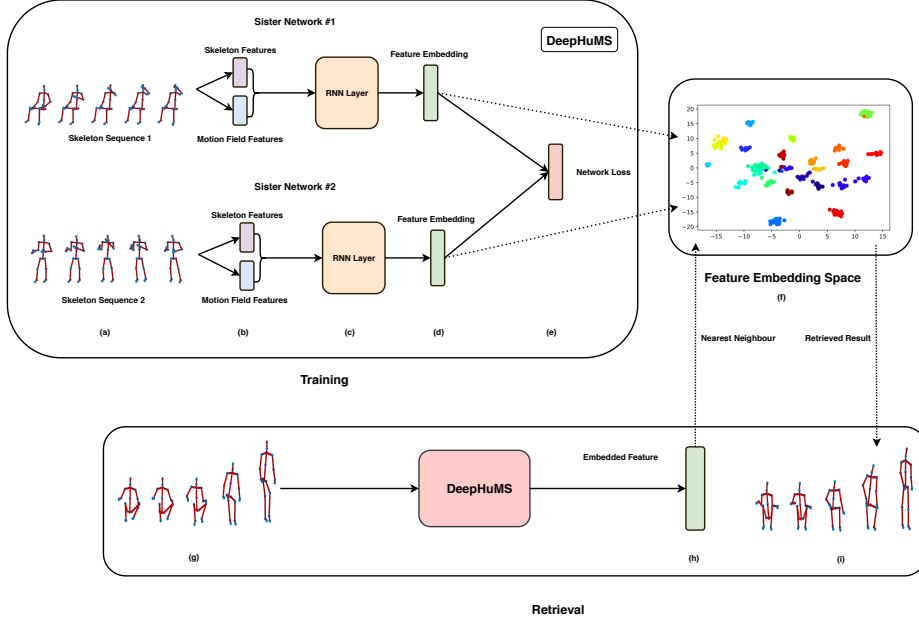 Sister Network #1
DeepHuMS
Skeleton Features
Feature Embedding
RNN Layer
Skeleton Sequence 1
Motion Field Features
Network Loss
Sister Network #2
Skeleton Features
Feature Embedding
RNN Layer
Skeleton Sequence 2
Motion Field Features
(a)
(b)
(c)
(d)
(e)
Training
20
15
10
5
0
−5
−10
−15
−20
−15
−10
−5
0
5
10
15
Feature Embedding Space
(f)
Nearest Neighbour
Retrieved Result
Embedded Feature
DeepHuMS
(g)
(h)
(i)
Retrieval